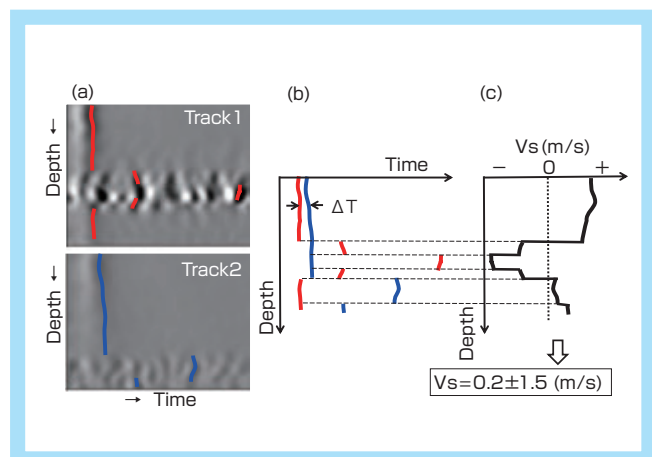 (a)
Track1
Depth →
Track2
Depth →
→ Time
(b)
Time
ΔT
Depth
(c)
Vs(m/s)
− 0 +
Depth
Vs=0.2±1.5 (m/s)